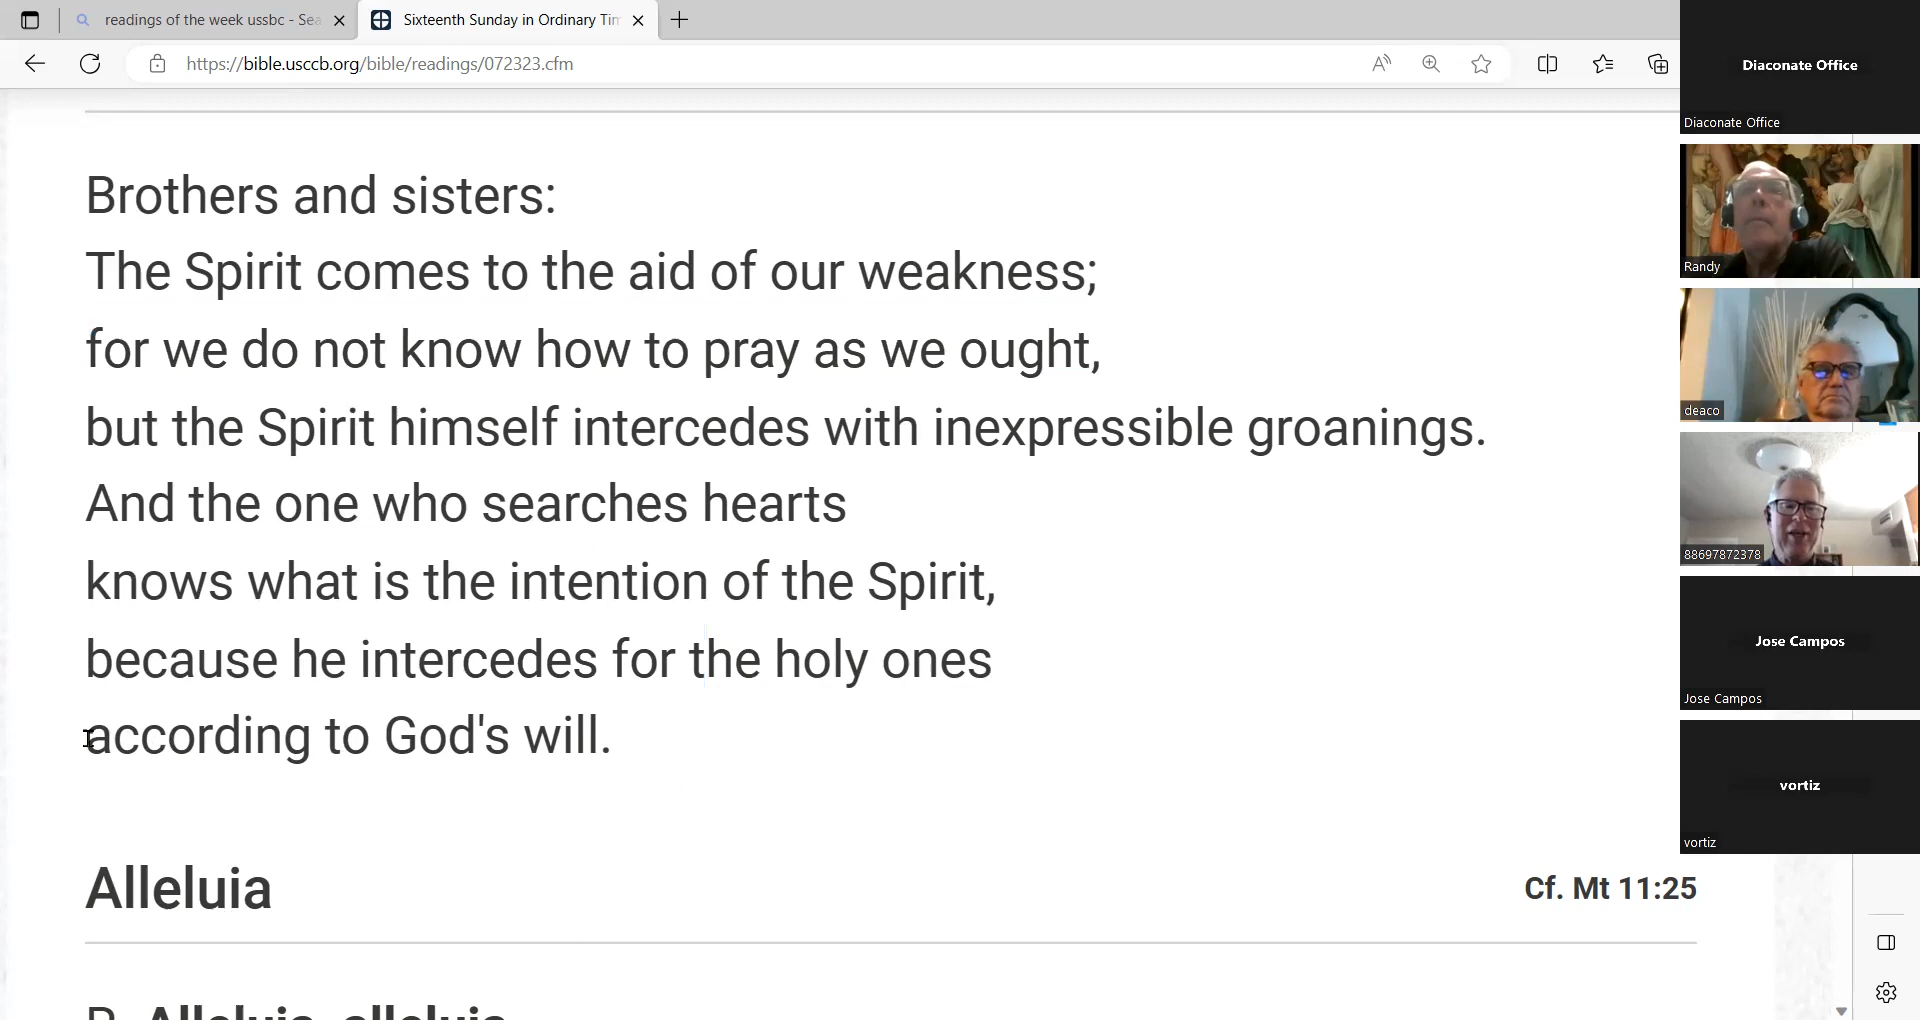 readings of the week ussbc - Sea
Sixteenth Sunday in Ordinary Tim
https://bible.usccb.org/bible/readings/072323.cfm
Brothers and sisters:
The Spirit comes to the aid of our weakness;
for we do not know how to pray as we ought,
but the Spirit himself intercedes with inexpressible groanings.
And the one who searches hearts
knows what is the intention of the Spirit,
because he intercedes for the holy ones
according to God's will.
Alleluia
Cf. Mt 11:25
R. Alleluia, alleluia
Diaconate Office
Diaconate Office
Randy
deaco
88697872378
Jose Campos
Jose Campos
vortiz
vortiz